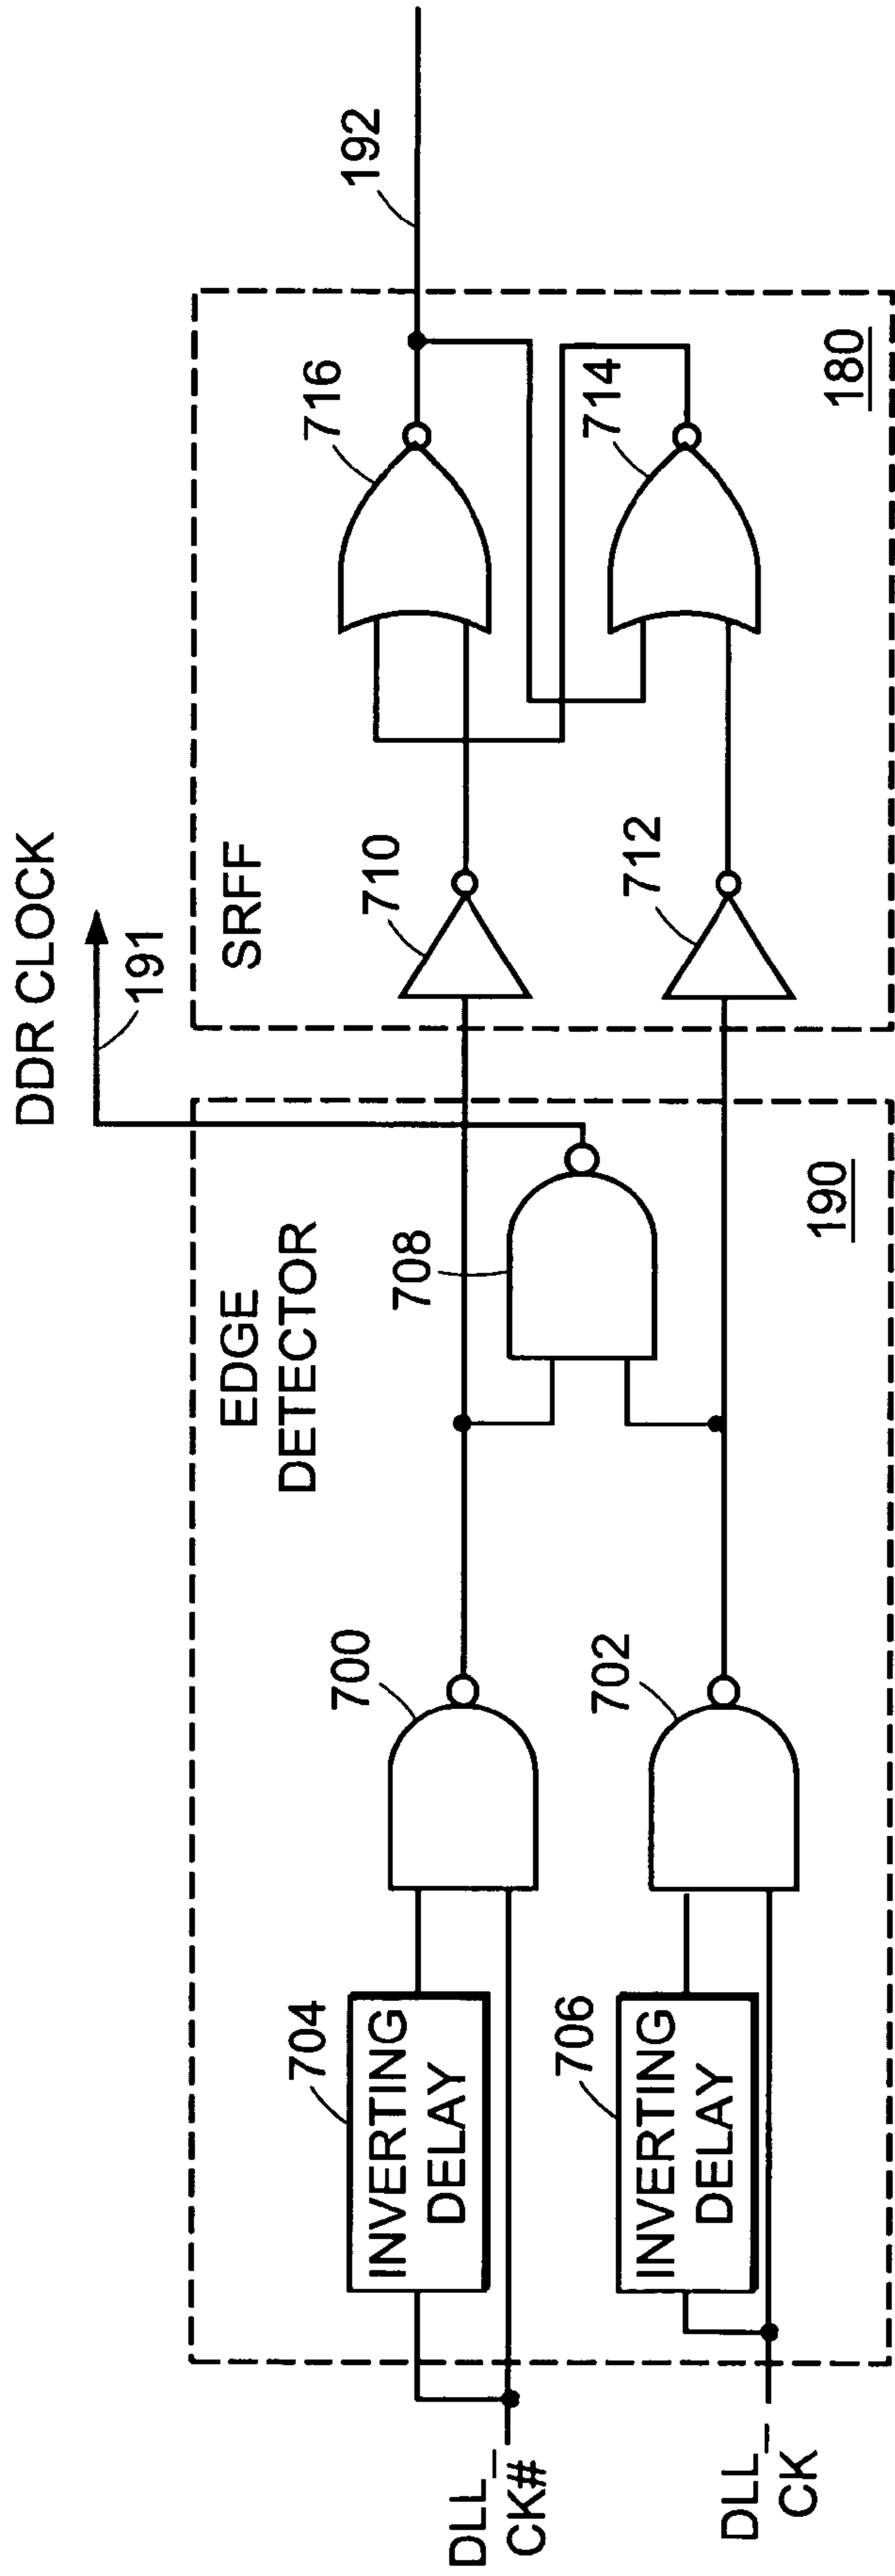 DDR CLOCK
191
EDGE
DETECTOR
SRFF
192
704
INVERTING
DELAY
700
708
710
716
DLL_
CK#
706
INVERTING
DELAY
702
712
714
DLL_
CK
190
180